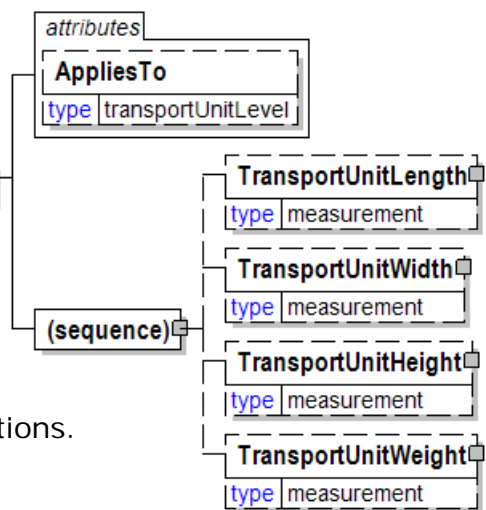 attributes
AppliesTo
type transportUnitLevel
TransportUnitLength
type measurement
TransportUnitWidth
type measurement
(sequence)
TransportUnitHeight
type measurement
tions.
TransportUnitWeight
type measurement